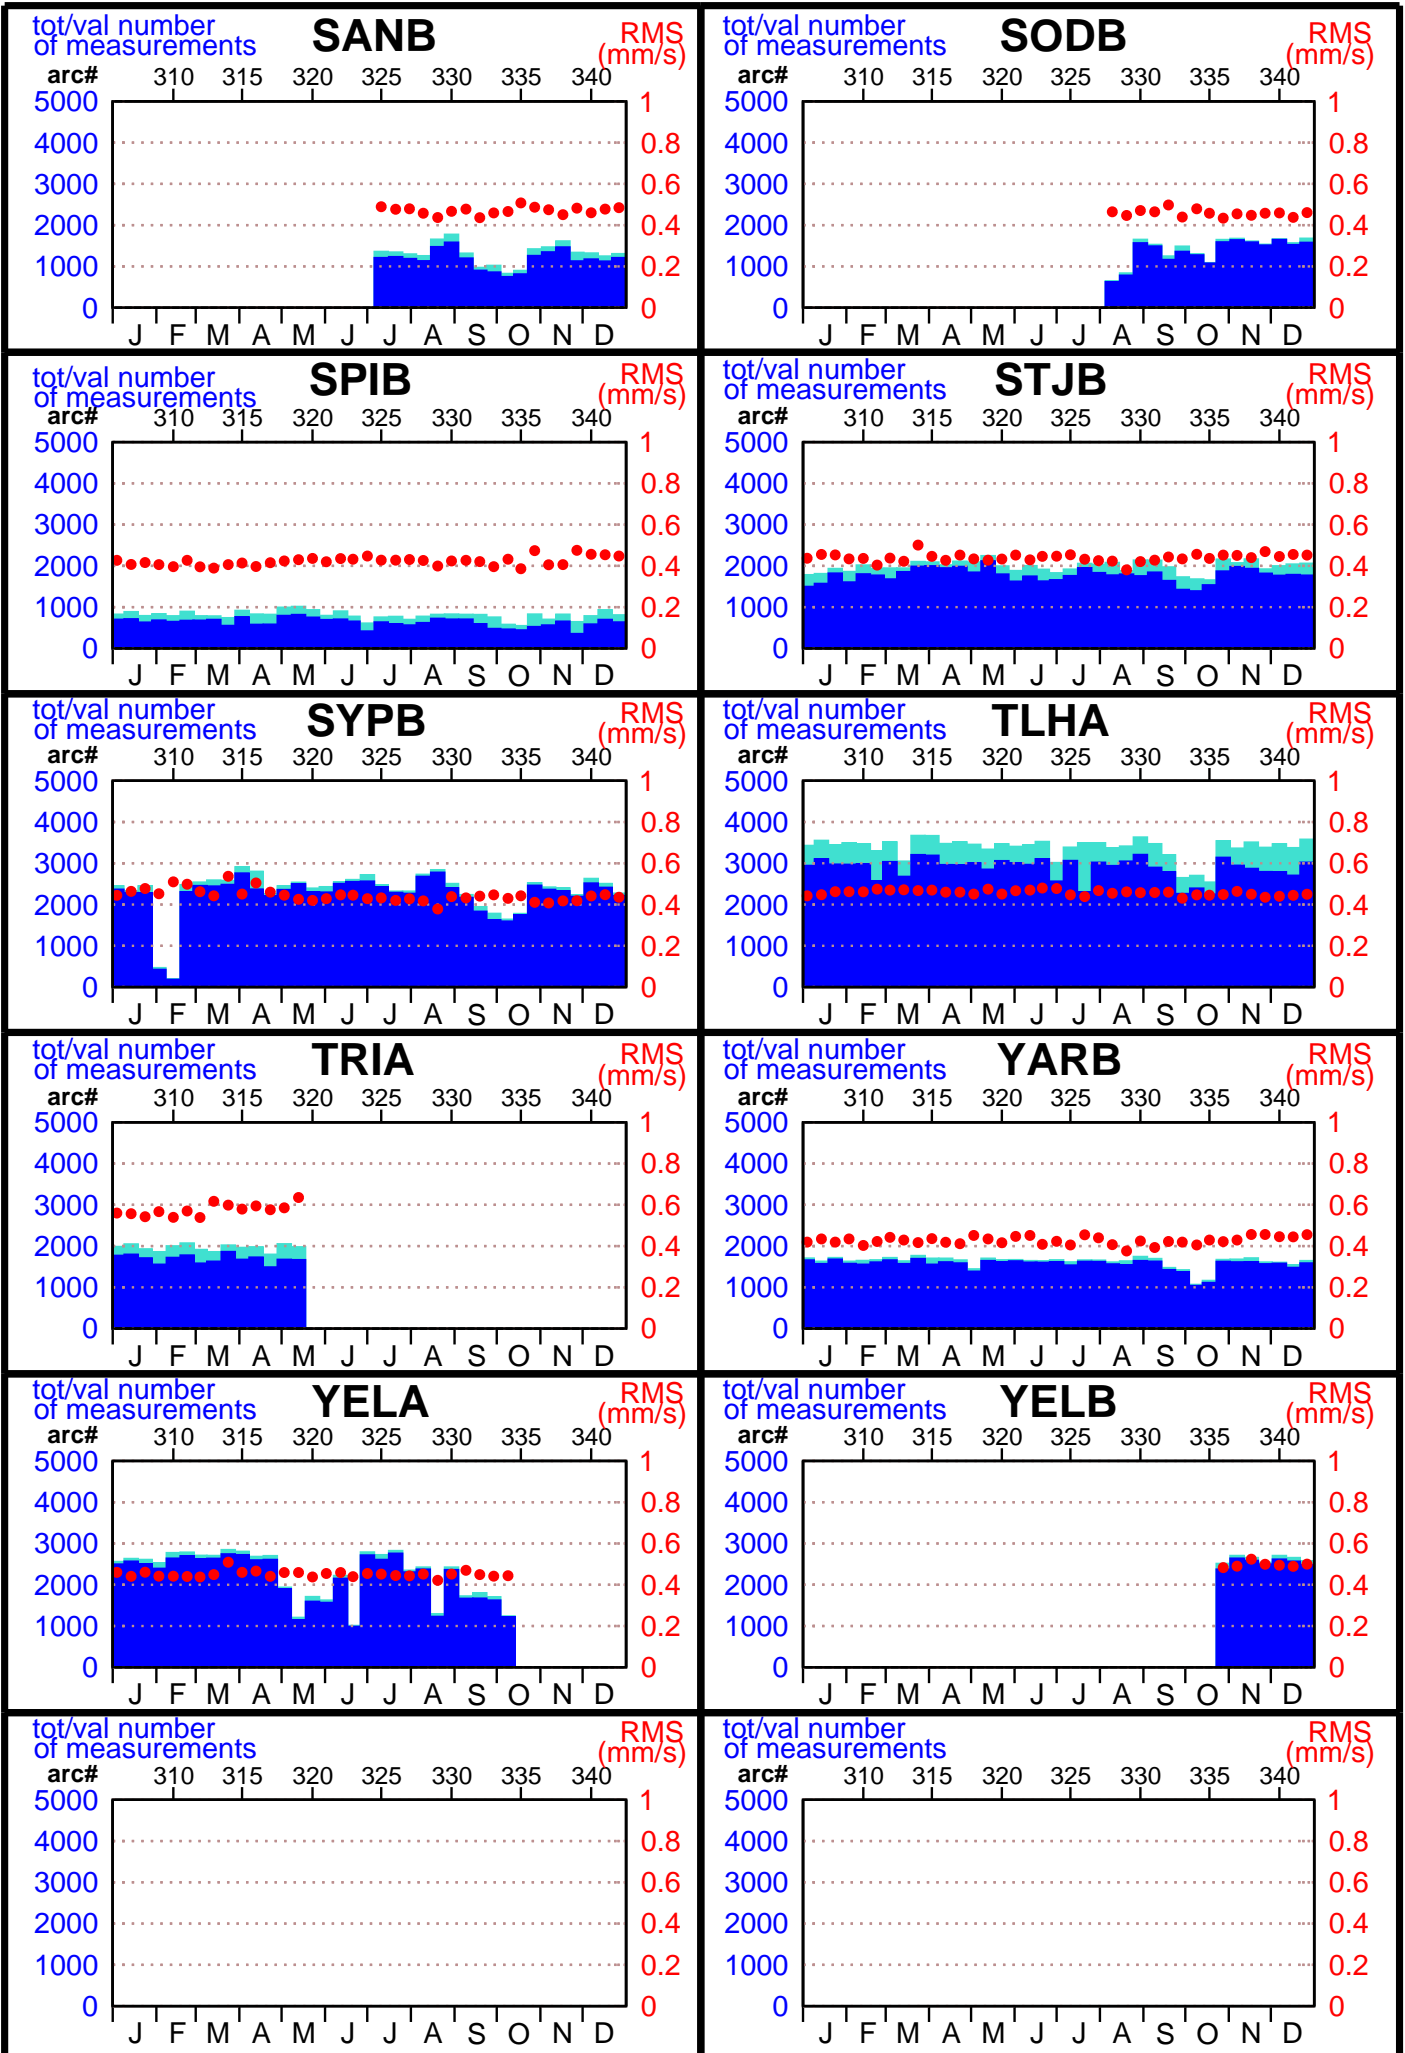 tot/val number
of measurements
SANB
RMS
(mm/s)
arc# 310 315 320 325 330 335 340
5000 1
4000 0.8
3000 0.6
2000 0.4
1000 0.2
0 0
J F M A M J J A S O N D
tot/val number
of measurements
SODB
RMS
(mm/s)
arc# 310 315 320 325 330 335 340
5000 1
4000 0.8
3000 0.6
2000 0.4
1000 0.2
0 0
J F M A M J J A S O N D
tot/val number
of measurements
SPIB
RMS
(mm/s)
arc# 310 315 320 325 330 335 340
5000 1
4000 0.8
3000 0.6
2000 0.4
1000 0.2
0 0
J F M A M J J A S O N D
tot/val number
of measurements
STJB
RMS
(mm/s)
arc# 310 315 320 325 330 335 340
5000 1
4000 0.8
3000 0.6
2000 0.4
1000 0.2
0 0
J F M A M J J A S O N D
tot/val number
of measurements
SYPB
RMS
(mm/s)
arc# 310 315 320 325 330 335 340
5000 1
4000 0.8
3000 0.6
2000 0.4
1000 0.2
0 0
J F M A M J J A S O N D
tot/val number
of measurements
TLHA
RMS
(mm/s)
arc# 310 315 320 325 330 335 340
5000 1
4000 0.8
3000 0.6
2000 0.4
1000 0.2
0 0
J F M A M J J A S O N D
tot/val number
of measurements
TRIA
RMS
(mm/s)
arc# 310 315 320 325 330 335 340
5000 1
4000 0.8
3000 0.6
2000 0.4
1000 0.2
0 0
J F M A M J J A S O N D
tot/val number
of measurements
YARB
RMS
(mm/s)
arc# 310 315 320 325 330 335 340
5000 1
4000 0.8
3000 0.6
2000 0.4
1000 0.2
0 0
J F M A M J J A S O N D
tot/val number
of measurements
YELA
RMS
(mm/s)
arc# 310 315 320 325 330 335 340
5000 1
4000 0.8
3000 0.6
2000 0.4
1000 0.2
0 0
J F M A M J J A S O N D
tot/val number
of measurements
YELB
RMS
(mm/s)
arc# 310 315 320 325 330 335 340
5000 1
4000 0.8
3000 0.6
2000 0.4
1000 0.2
0 0
J F M A M J J A S O N D
tot/val number
of measurements
RMS
(mm/s)
arc# 310 315 320 325 330 335 340
5000 1
4000 0.8
3000 0.6
2000 0.4
1000 0.2
0 0
J F M A M J J A S O N D
tot/val number
of measurements
RMS
(mm/s)
arc# 310 315 320 325 330 335 340
5000 1
4000 0.8
3000 0.6
2000 0.4
1000 0.2
0 0
J F M A M J J A S O N D